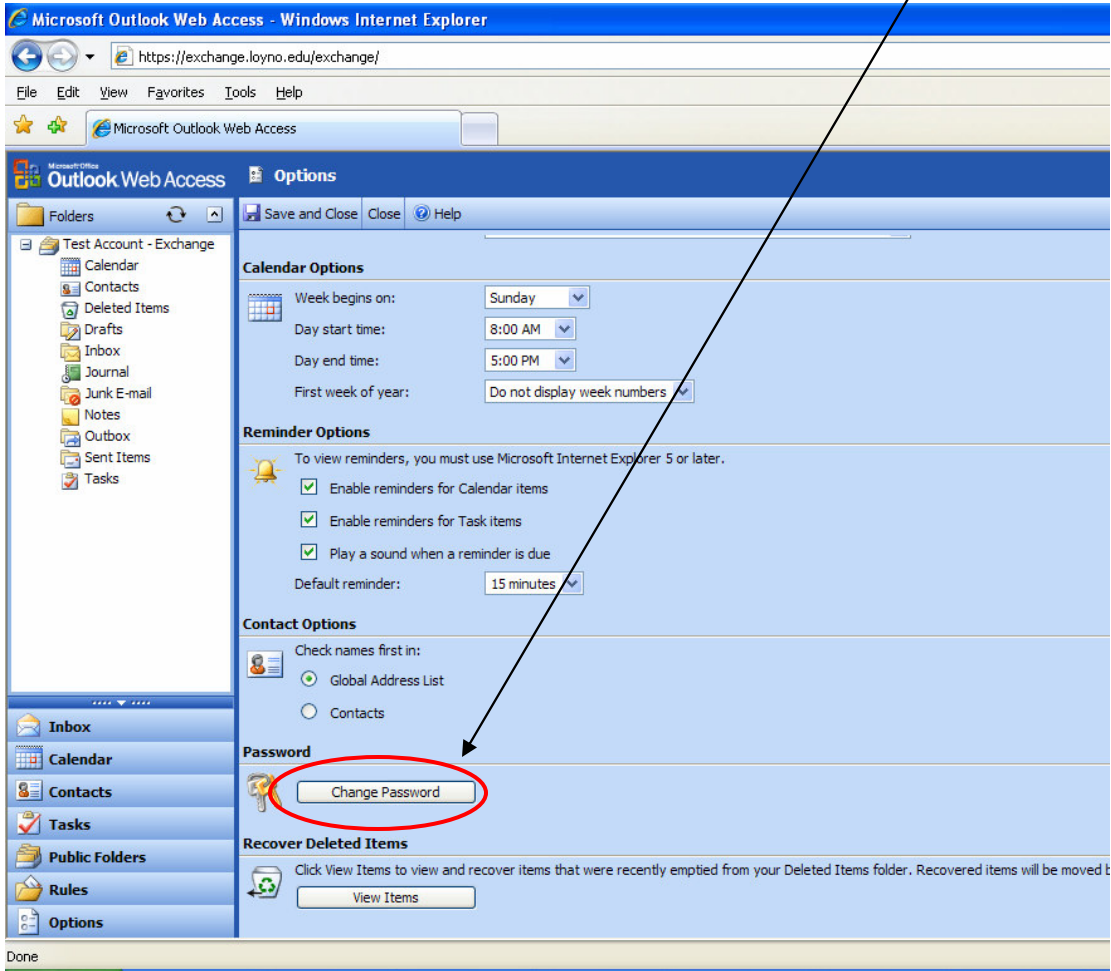 Microsoft Outlook Web Access - Windows Internet Explorer
https://exchange.loyno.edu/exchange/
File Edit View Favorites Tools Help
Microsoft Outlook Web Access
Microsoft Office
Outlook Web Access
Options
Folders
Save and Close Close Help
Test Account - Exchange
Calendar
Contacts
Deleted Items
Drafts
Inbox
Journal
Junk E-mail
Notes
Outbox
Sent Items
Tasks
Inbox
Calendar
Contacts
Tasks
Public Folders
Rules
Options
Calendar Options
Week begins on: Sunday
Day start time: 8:00 AM
Day end time: 5:00 PM
First week of year: Do not display week numbers
Reminder Options
To view reminders, you must use Microsoft Internet Explorer 5 or later.
Enable reminders for Calendar items
Enable reminders for Task items
Play a sound when a reminder is due
Default reminder: 15 minutes
Contact Options
Check names first in:
Global Address List
Contacts
Password
Change Password
Recover Deleted Items
Click View Items to view and recover items that were recently emptied from your Deleted Items folder. Recovered items will be moved
View Items
Done